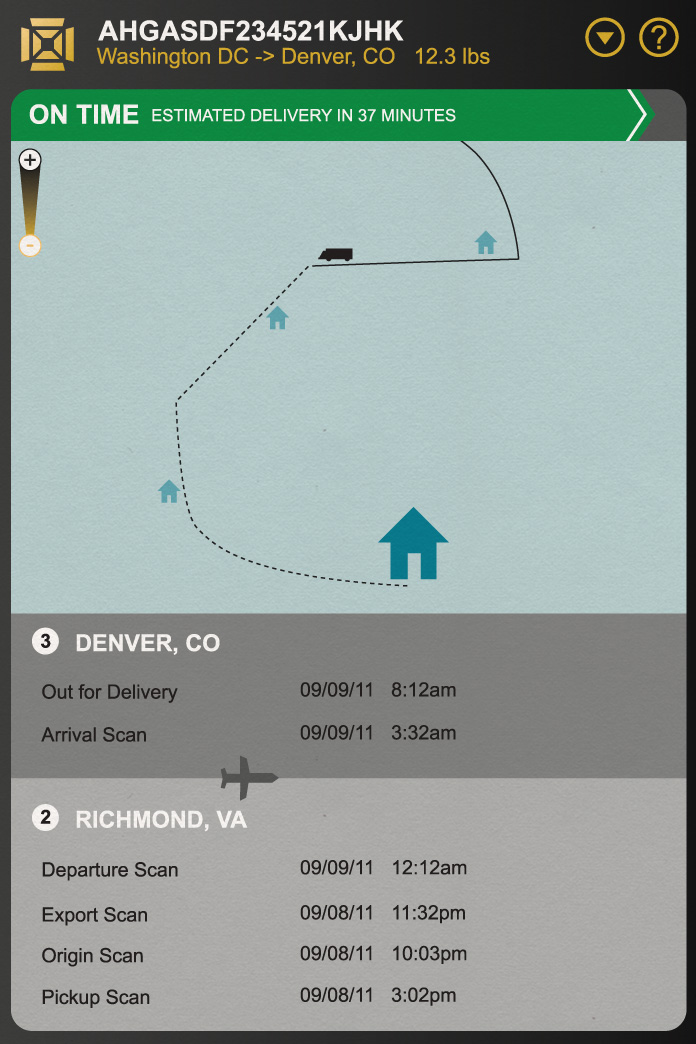 AHGASDF234521KJHK
Washington DC -> Denver, CO 12.3 lbs
?
ON TIME ESTIMATED DELIVERY IN 37 MINUTES
+
-
3 DENVER, CO
Out for Delivery 09/09/11 8:12am
Arrival Scan 09/09/11 3:32am
2 RICHMOND, VA
Departure Scan 09/09/11 12:12am
Export Scan 09/08/11 11:32pm
Origin Scan 09/08/11 10:03pm
Pickup Scan 09/08/11 3:02pm